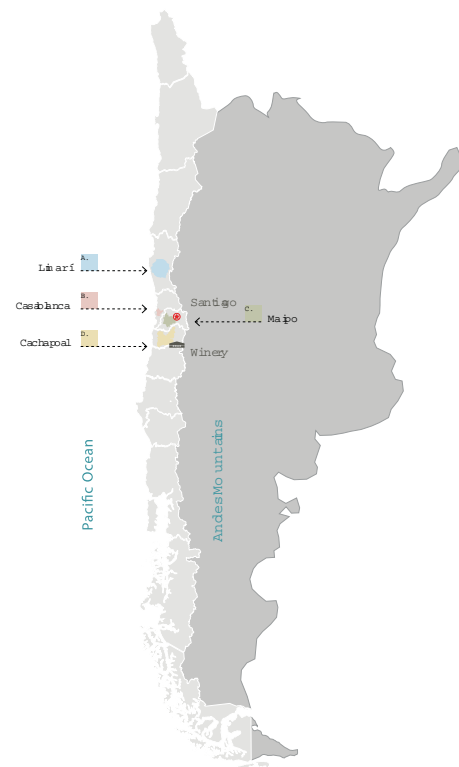 A.
Limarí
B.
Santiago
Casablanca
C.
Maipo
D.
Cachapoal
Winery
Pacific Ocean
Andes Mountains